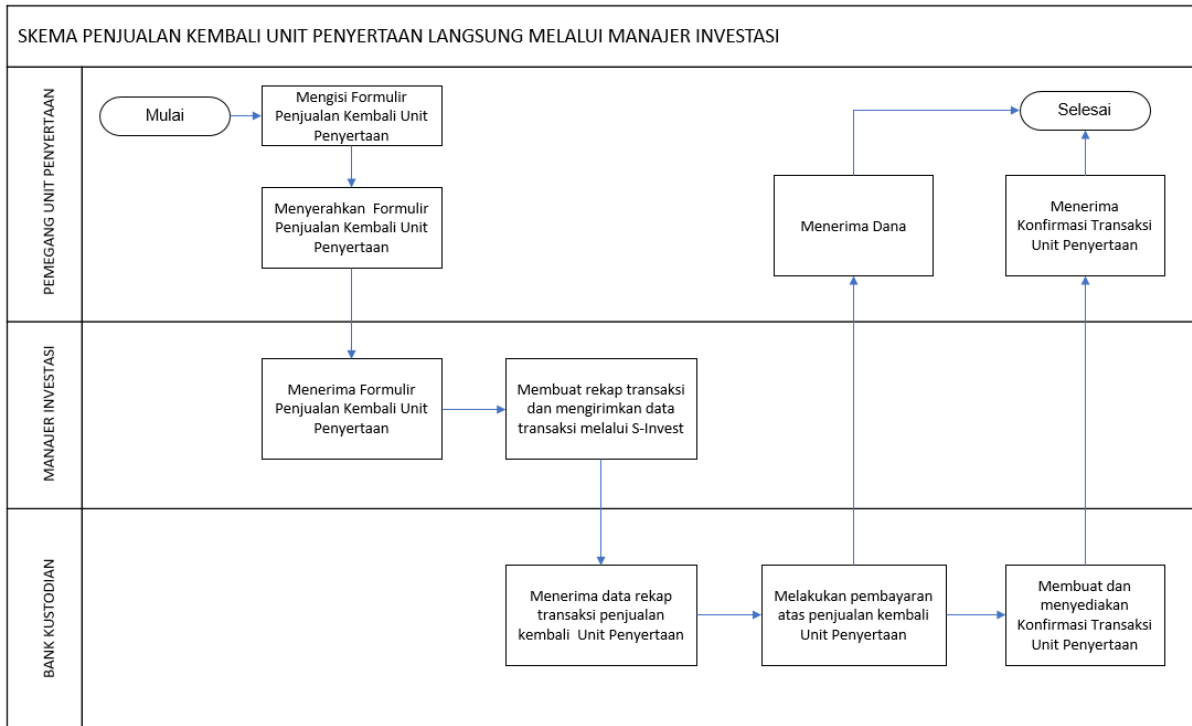 SKEMA PENJUALAN KEMBALI UNIT PENYERTAAN LANGSUNG MELALUI MANAJER INVESTASI
PEMEGANG UNIT PENYERTAAN
Mulai
Mengisi Formulir
Penjualan Kembali Unit
Penyertaan
Selesai
Menyerahkan Formulir
Penjualan Kembali Unit
Penyertaan
Menerima Dana
Menerima
Konfirmasi Transaksi
Unit Penyertaan
MANAJER INVESTASI
Menerima Formulir
Penjualan Kembali Unit
Penyertaan
Membuat rekap transaksi
dan mengirimkan data
transaksi melalui S-Invest
BANK KUSTODIAN
Menerima data rekap
transaksi penjualan
kembali Unit Penyertaan
Melakukan pembayaran
atas penjualan kembali
Unit Penyertaan
Membuat dan
menyediakan
Konfirmasi Transaksi
Unit Penyertaan